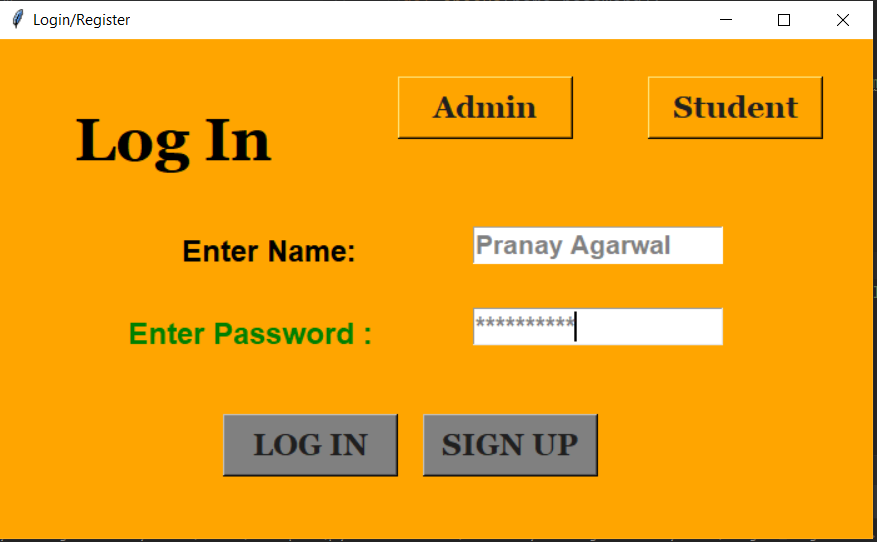 Login/Register
Admin
Student
Log In
Enter Name:
Pranay Agarwal
Enter Password :
**********
LOG IN
SIGN UP